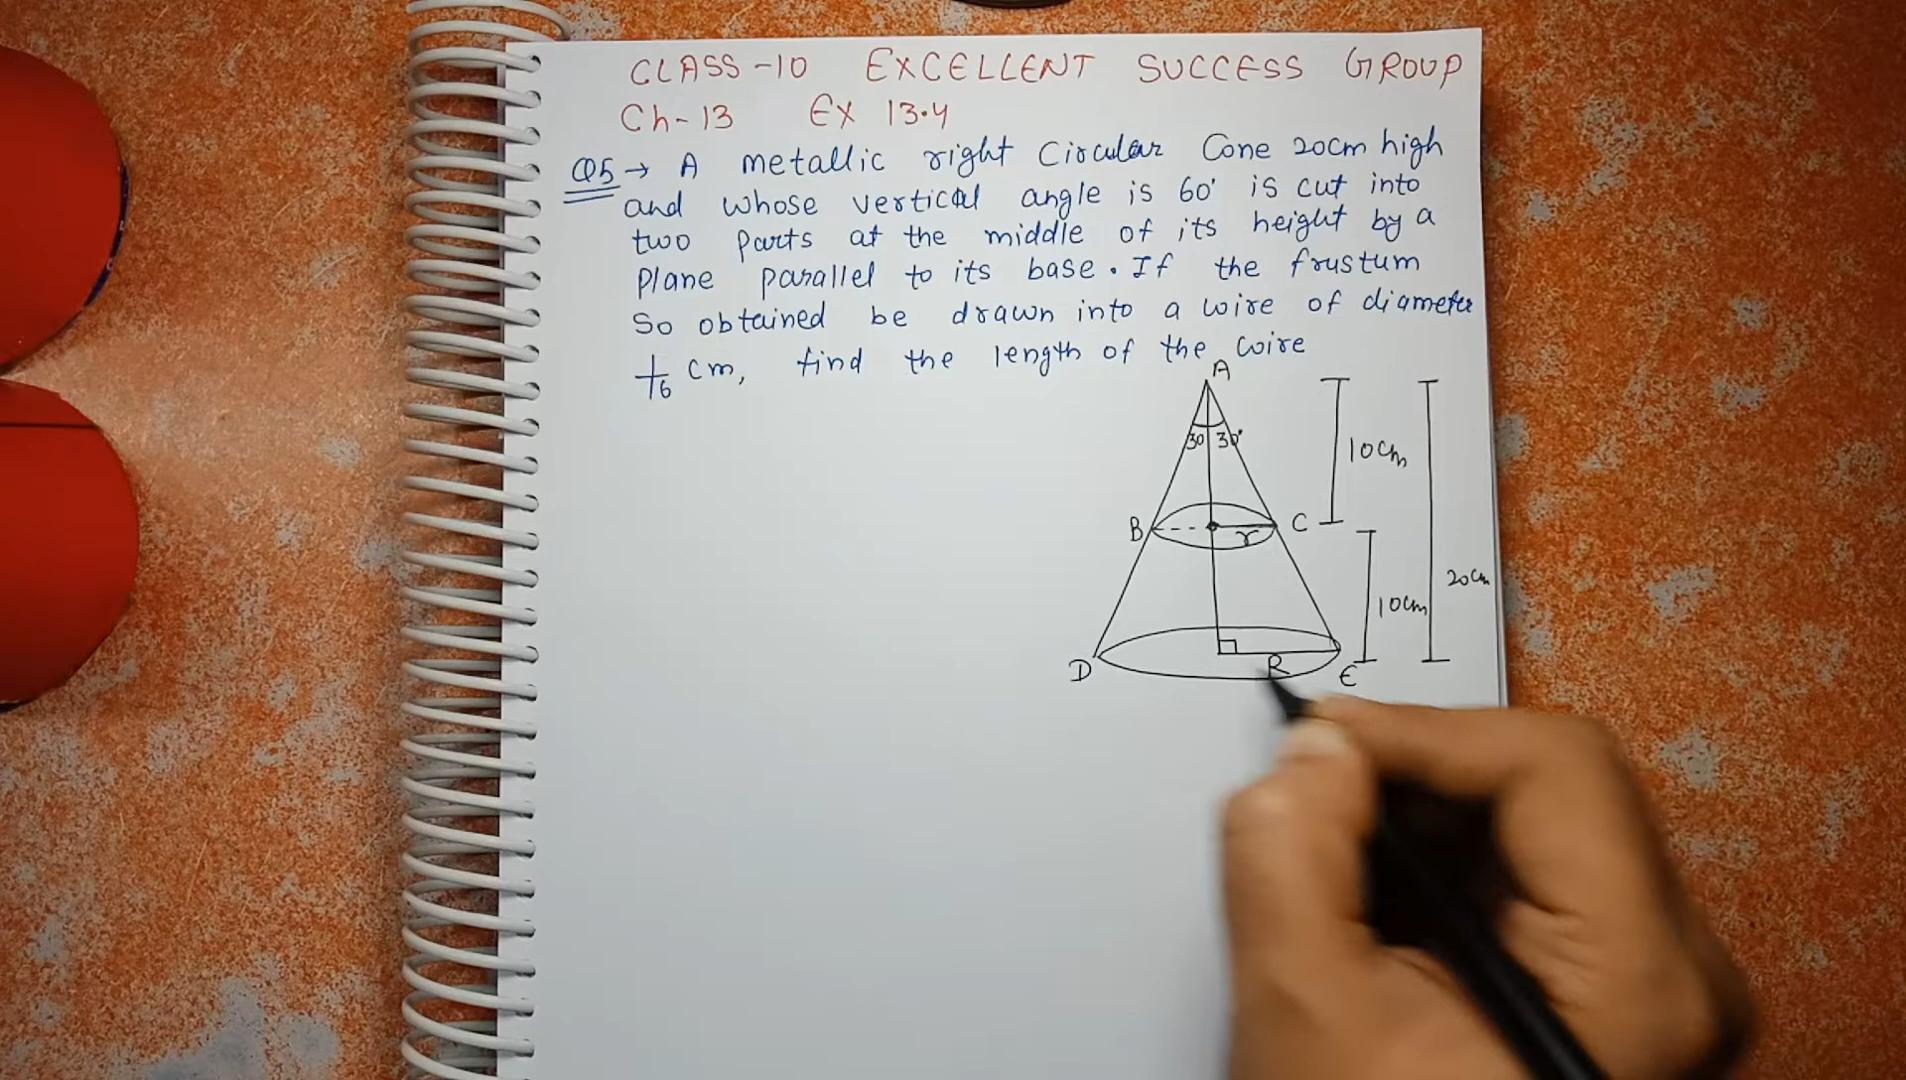 CLASS -10 EXCELLENT SUCCESS GROUP
Ch- 13 EX 13.4
Q5 → A metallic right Circular Cone 20cm high
and whose vertical angle is 60° is cut into
two parts at the middle of its height by a
Plane parallel to its base. If the frustum
So obtained be drawn into a wire of diameter
1/16 cm, find the length of the wire
A
30 30°
10cm
B r C
20cm
10cm
D R E